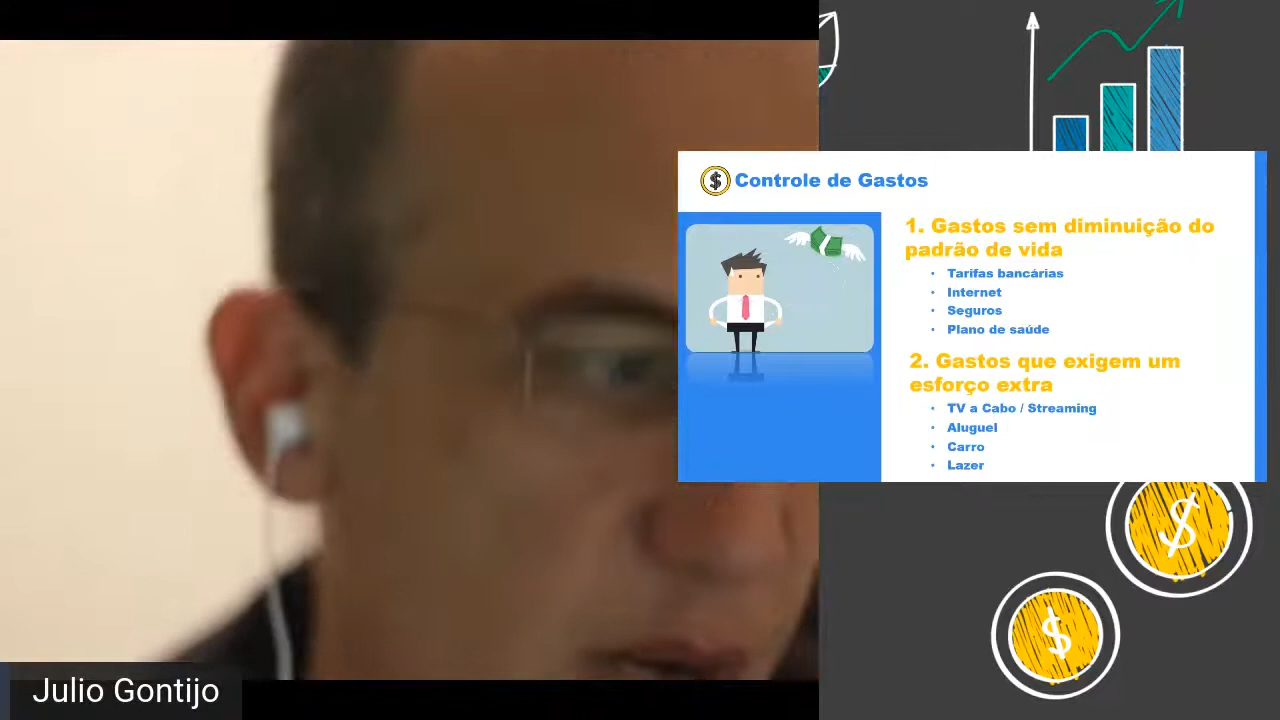 Controle de Gastos
1. Gastos sem diminuição do
padrão de vida
• Tarifas bancárias
• Internet
• Seguros
• Plano de saúde
2. Gastos que exigem um
esforço extra
• TV a Cabo / Streaming
• Aluguel
• Carro
• Lazer
Julio Gontijo